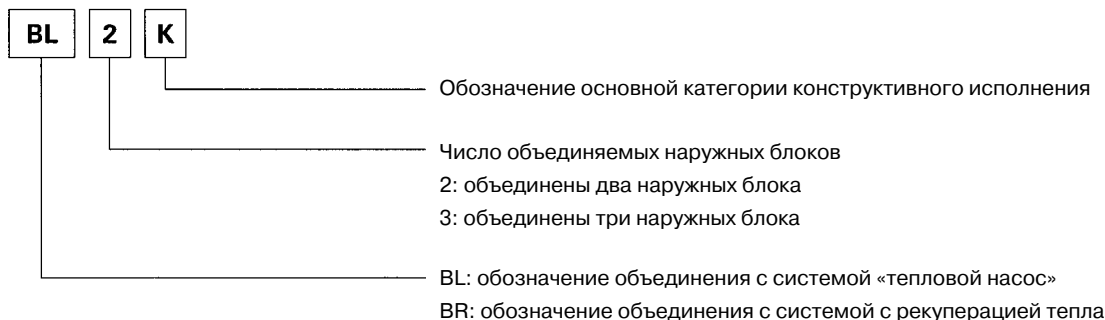 BL 2 K
Обозначение основной категории конструктивного исполнения
Число объединяемых наружных блоков
2: объединены два наружных блока
3: объединены три наружных блока
BL: обозначение объединения с системой «тепловой насос»
BR: обозначение объединения с системой с рекуперацией тепла